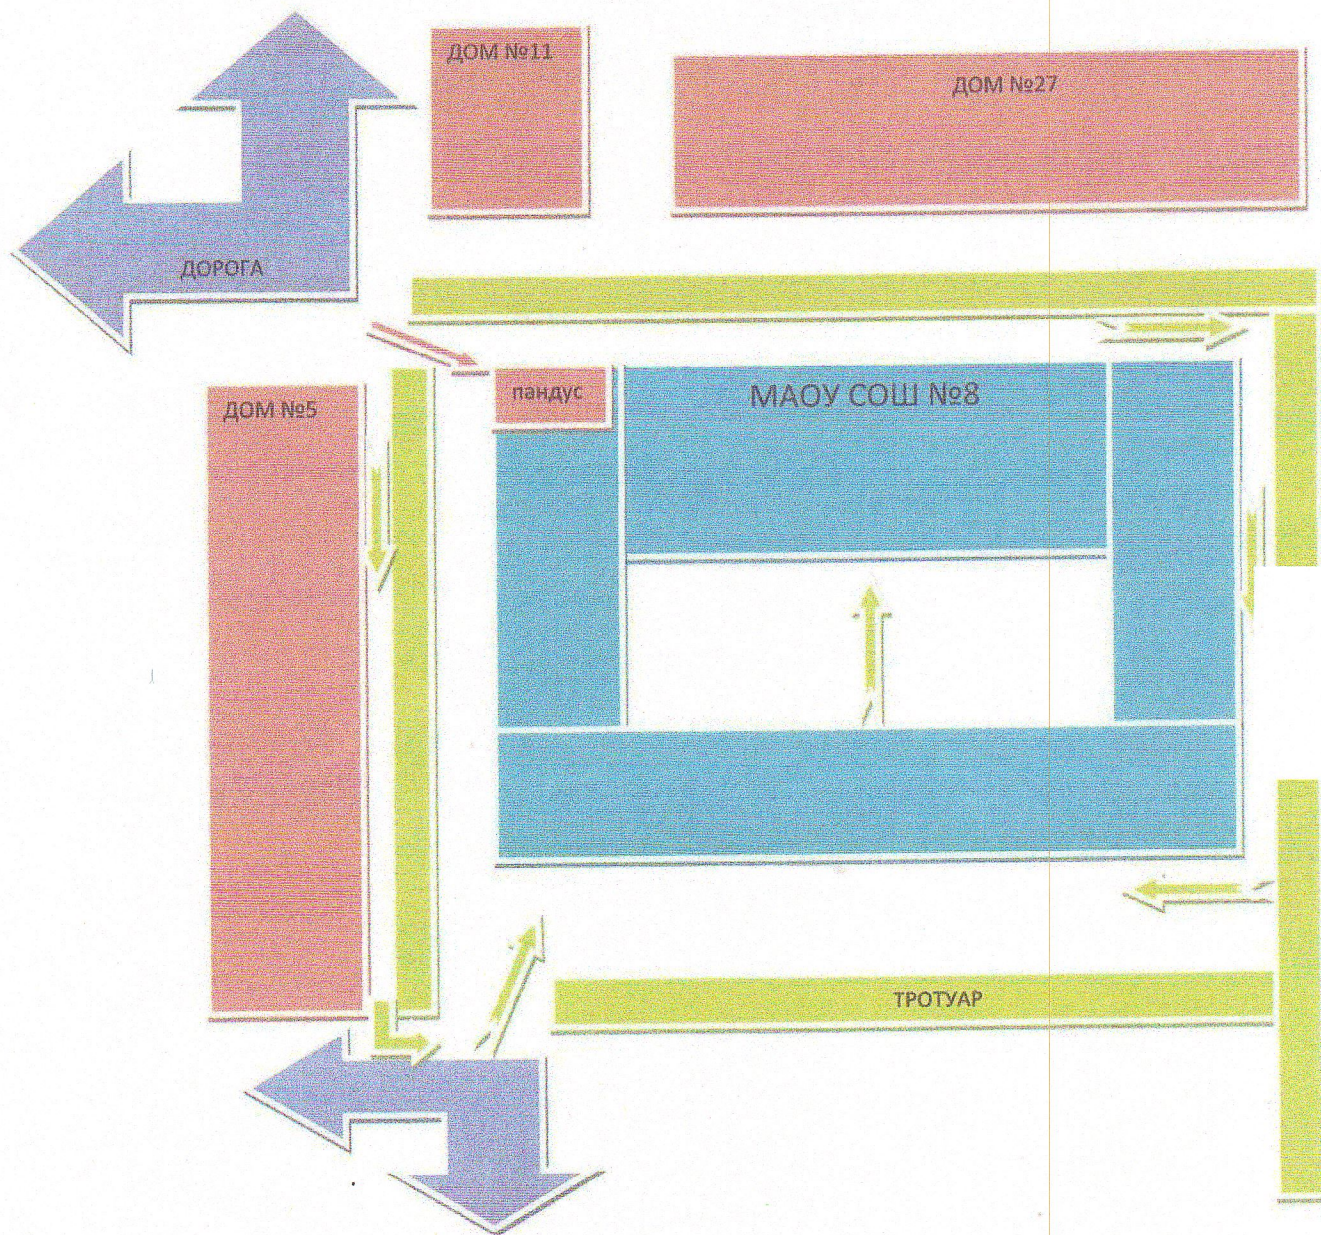 ДОМ №11
ДОМ №27
ДОРОГА
пандус
МАОУ СОШ №8
ДОМ №5
ТРОТУАР